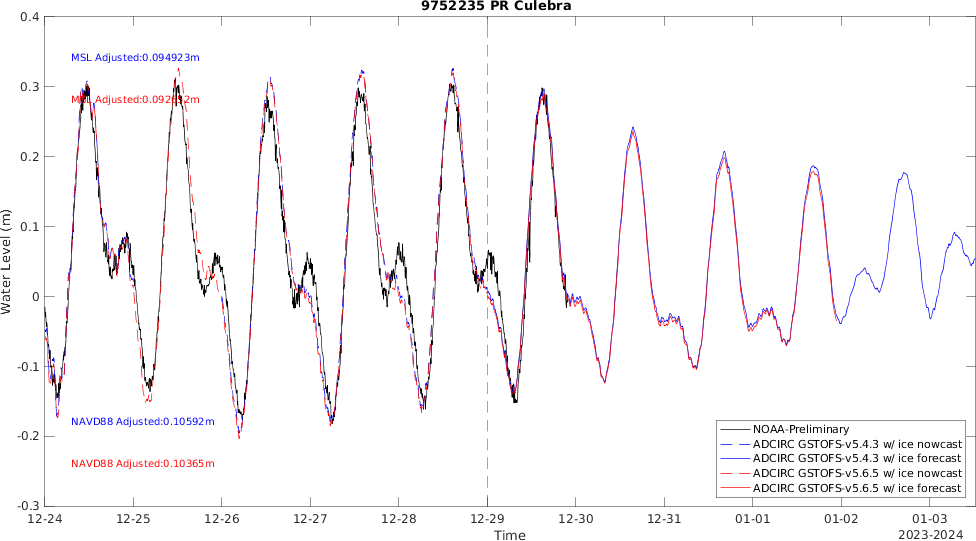 9752235 PR Culebra
0.4
0.3
0.2
0.1
0
-0.1
-0.2
-0.3
Water Level (m)
MSL Adjusted:0.094923m
NAVD88 Adjusted:0.10592m
NAVD88 Adjusted:0.10365m
NOAA-Preliminary
ADCIRC GSTOFS-v5.4.3 w/ ice nowcast
ADCIRC GSTOFS-v5.4.3 w/ ice forecast
ADCIRC GSTOFS-v5.6.5 w/ ice nowcast
ADCIRC GSTOFS-v5.6.5 w/ ice forecast
12-24 12-25 12-26 12-27 12-28 12-29 12-30 12-31 01-01 01-02 01-03
Time
2023-2024